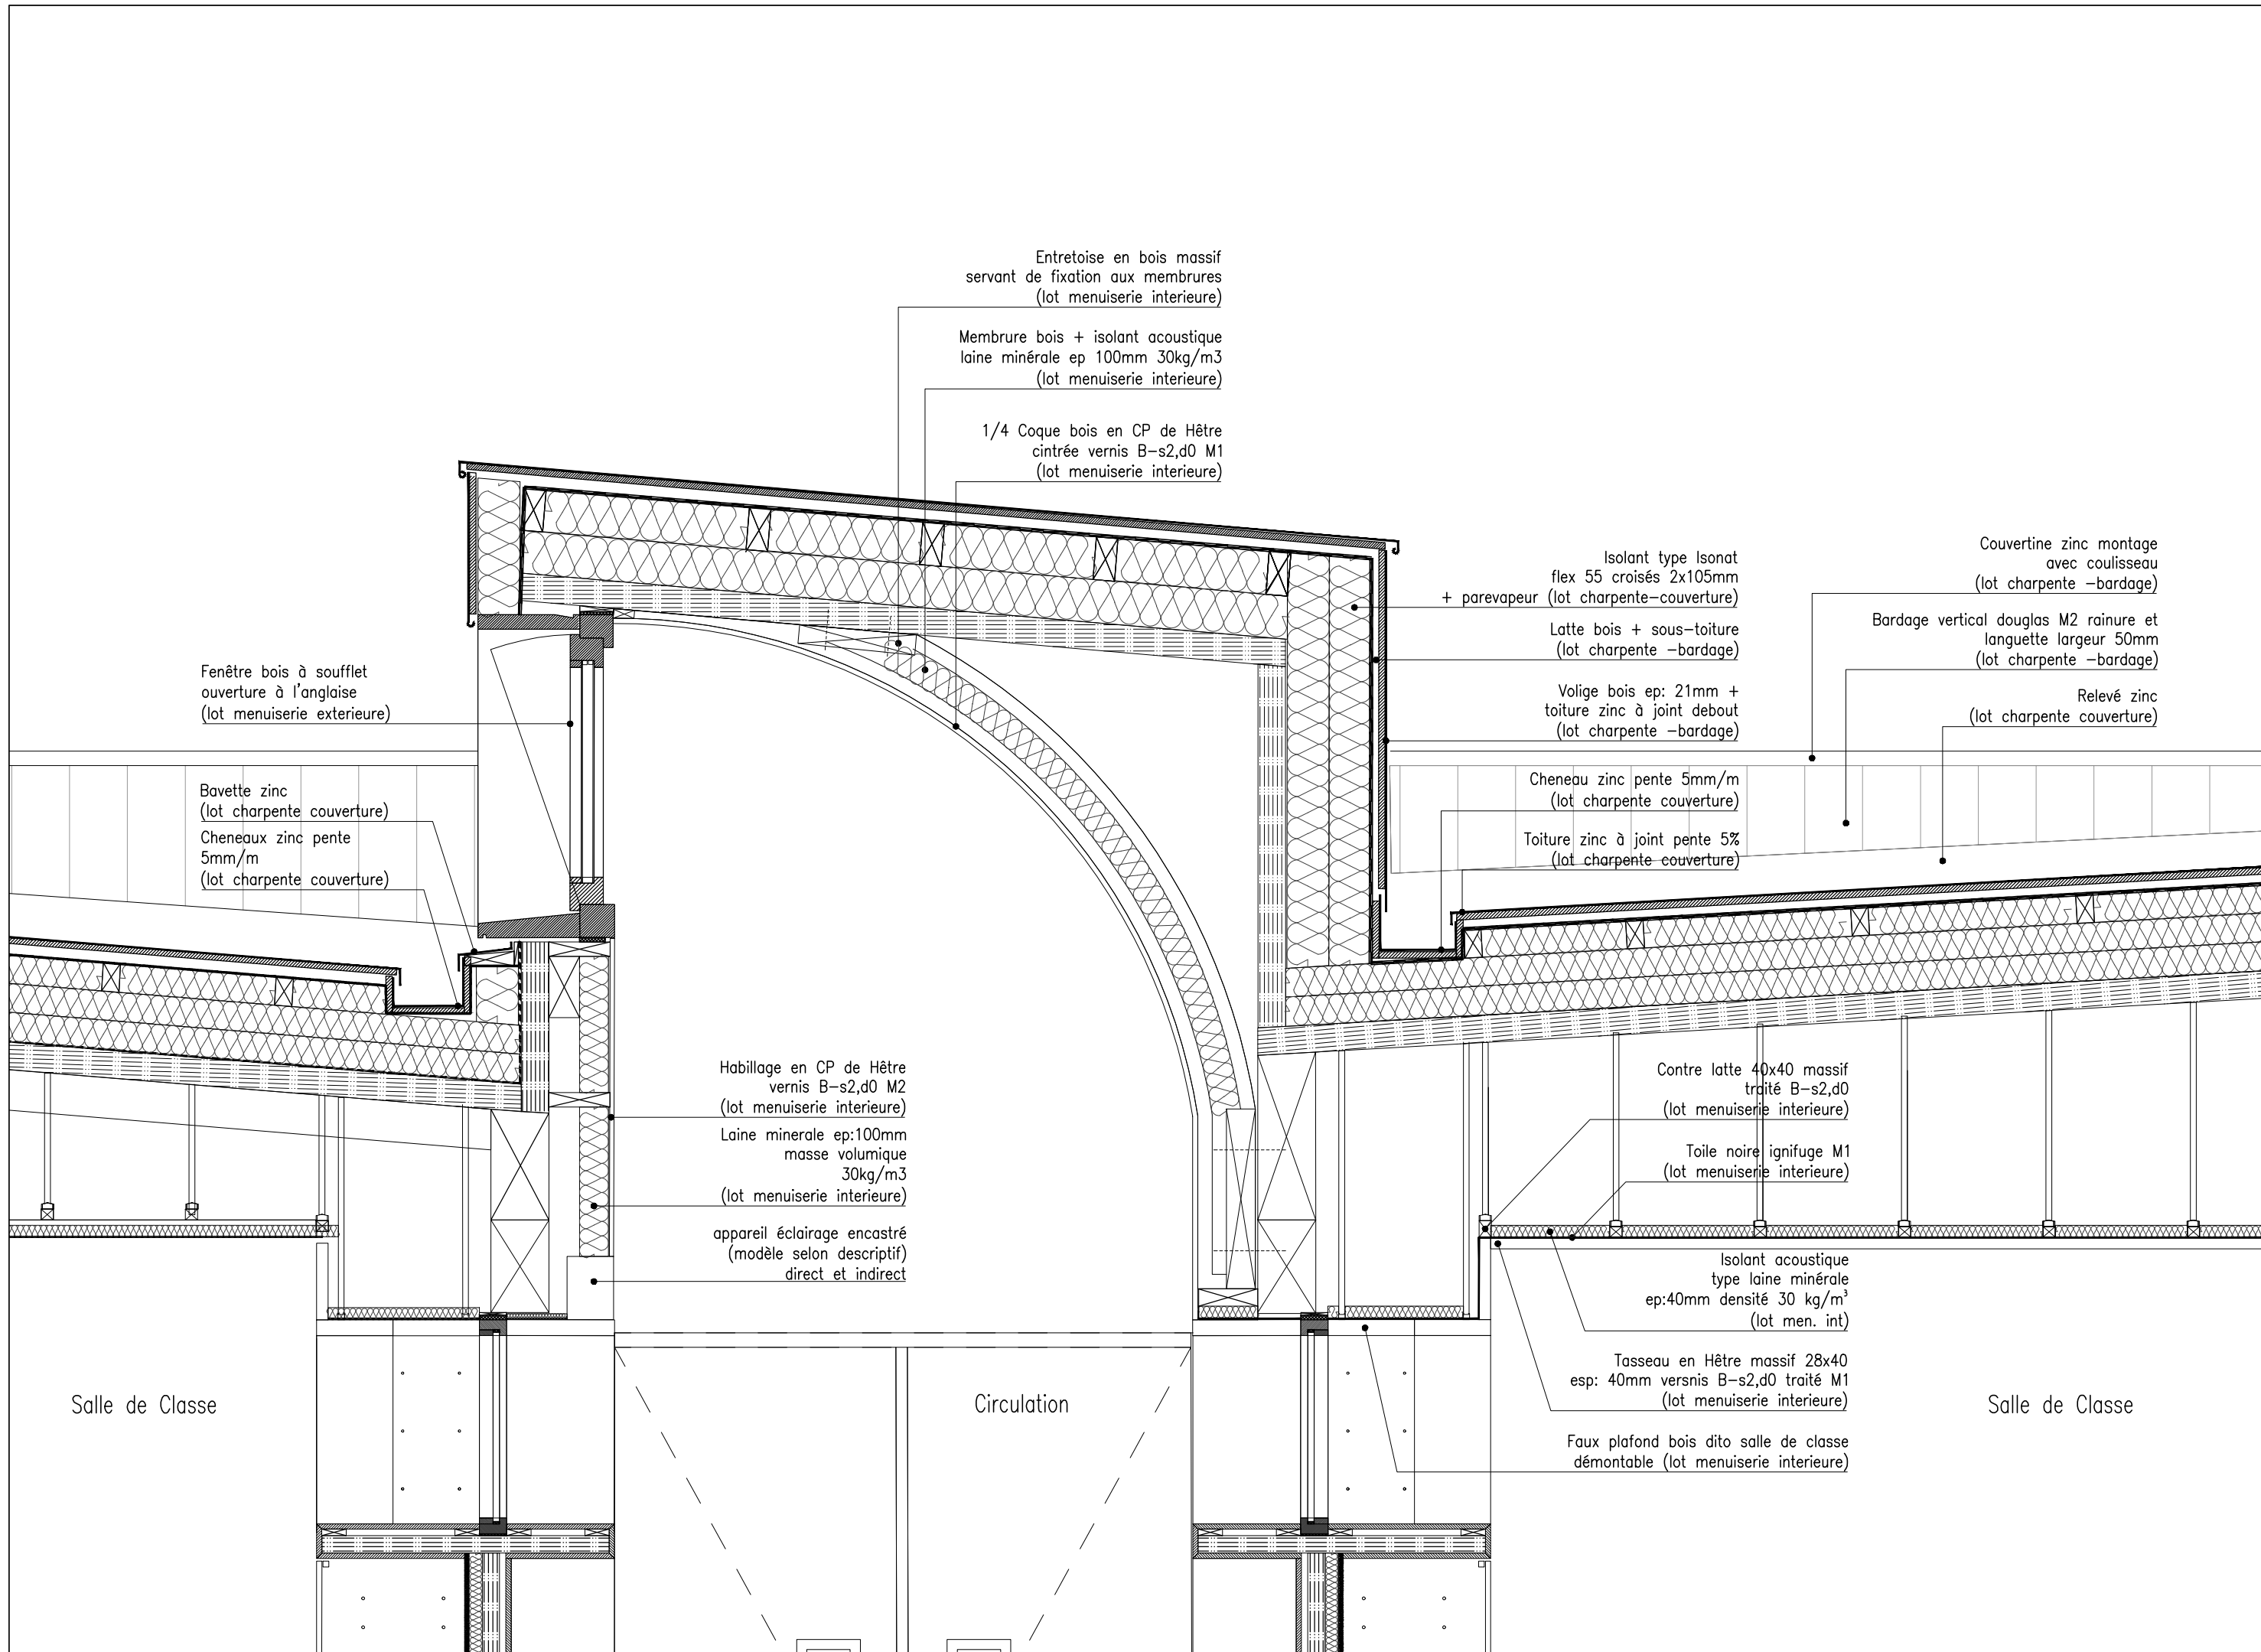 Entretoise en bois massif
servant de fixation aux membrures
(lot menuiserie interieure)
Membrure bois + isolant acoustique
laine minérale ep 100mm 30kg/m3
(lot menuiserie interieure)
1/4 Coque bois en CP de Hêtre
cintrée vernis B-s2,d0 M1
(lot menuiserie interieure)
Isolant type Isonat
flex 55 croisés 2x105mm
+ parevapeur (lot charpente-couverture)
Latte bois + sous-toiture
(lot charpente -bardage)
Volige bois ep: 21mm +
toiture zinc à joint debout
(lot charpente -bardage)
Cheneau zinc pente 5mm/m
(lot charpente couverture)
Toiture zinc à joint pente 5%
(lot charpente couverture)
Couvertine zinc montage
avec coulisseau
(lot charpente -bardage)
Bardage vertical douglas M2 rainure et
languette largeur 50mm
(lot charpente -bardage)
Relevé zinc
(lot charpente couverture)
Fenêtre bois à soufflet
ouverture à l'anglaise
(lot menuiserie exterieure)
Bavette zinc
(lot charpente couverture)
Cheneaux zinc pente
5mm/m
(lot charpente couverture)
Habillage en CP de Hêtre
vernis B-s2,d0 M2
(lot menuiserie interieure)
Laine minerale ep:100mm
masse volumique
30kg/m3
(lot menuiserie interieure)
appareil éclairage encastré
(modèle selon descriptif)
direct et indirect
Contre latte 40x40 massif
traité B-s2,d0
(lot menuiserie interieure)
Toile noire ignifuge M1
(lot menuiserie interieure)
Isolant acoustique
type laine minérale
ep:40mm densité 30 kg/m³
(lot men. int)
Tasseau en Hêtre massif 28x40
esp: 40mm versnis B-s2,d0 traité M1
(lot menuiserie interieure)
Faux plafond bois dito salle de classe
démontable (lot menuiserie interieure)
Salle de Classe
Circulation
Salle de Classe